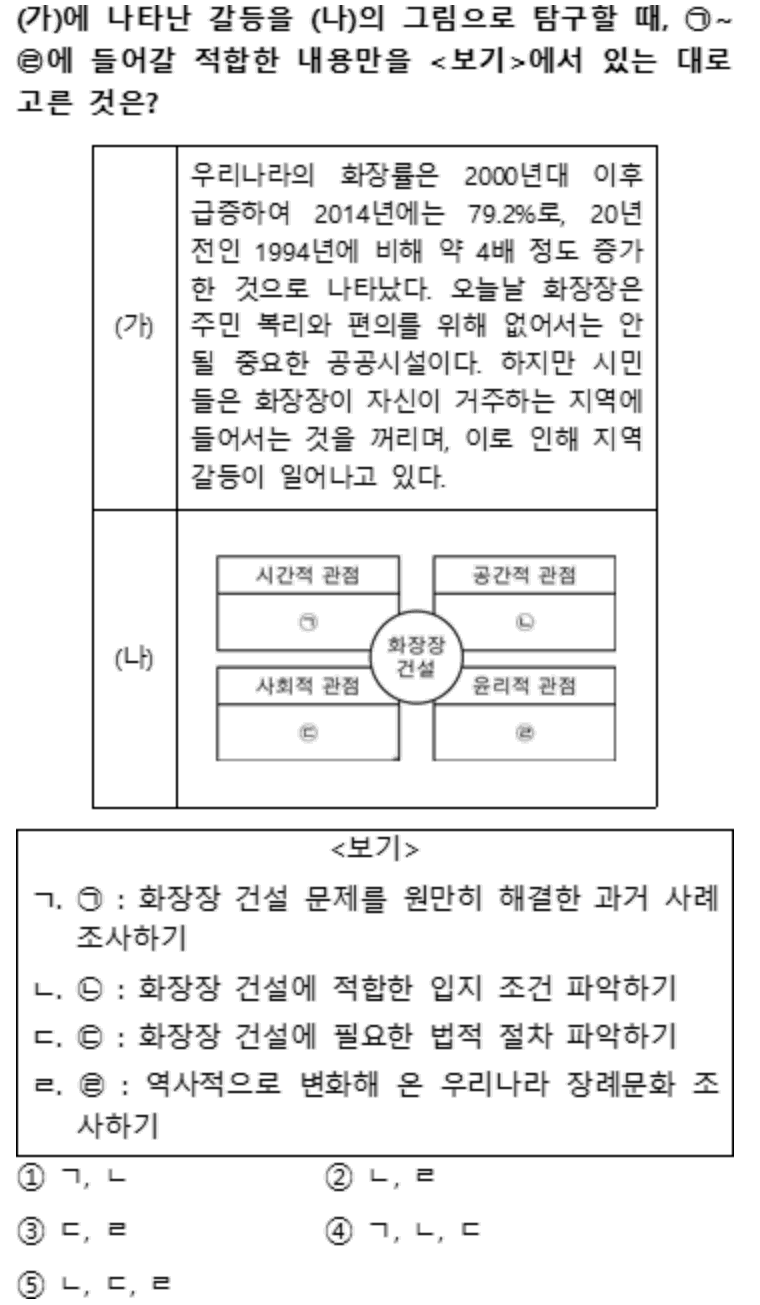 (가)에 나타난 갈등을 (나)의 그림으로 탐구할 때, ㉠~
㉣에 들어갈 적합한 내용만을 <보기>에서 있는 대로
고른 것은?
(가)
우리나라의 화장률은 2000년대 이후
급증하여 2014년에는 79.2%로, 20년
전인 1994년에 비해 약 4배 정도 증가
한 것으로 나타났다. 오늘날 화장장은
주민 복리와 편의를 위해 없어서는 안
될 중요한 공공시설이다. 하지만 시민
들은 화장장이 자신이 거주하는 지역에
들어서는 것을 꺼리며, 이로 인해 지역
갈등이 일어나고 있다.
(나)
시간적 관점
㉠
공간적 관점
㉡
화장장
건설
사회적 관점
㉢
윤리적 관점
㉣
<보기>
ㄱ. ㉠ : 화장장 건설 문제를 원만히 해결한 과거 사례
조사하기
ㄴ. ㉡ : 화장장 건설에 적합한 입지 조건 파악하기
ㄷ. ㉢ : 화장장 건설에 필요한 법적 절차 파악하기
ㄹ. ㉣ : 역사적으로 변화해 온 우리나라 장례문화 조
사하기
① ㄱ, ㄴ ② ㄴ, ㄹ
③ ㄷ, ㄹ ④ ㄱ, ㄴ, ㄷ
⑤ ㄴ, ㄷ, ㄹ